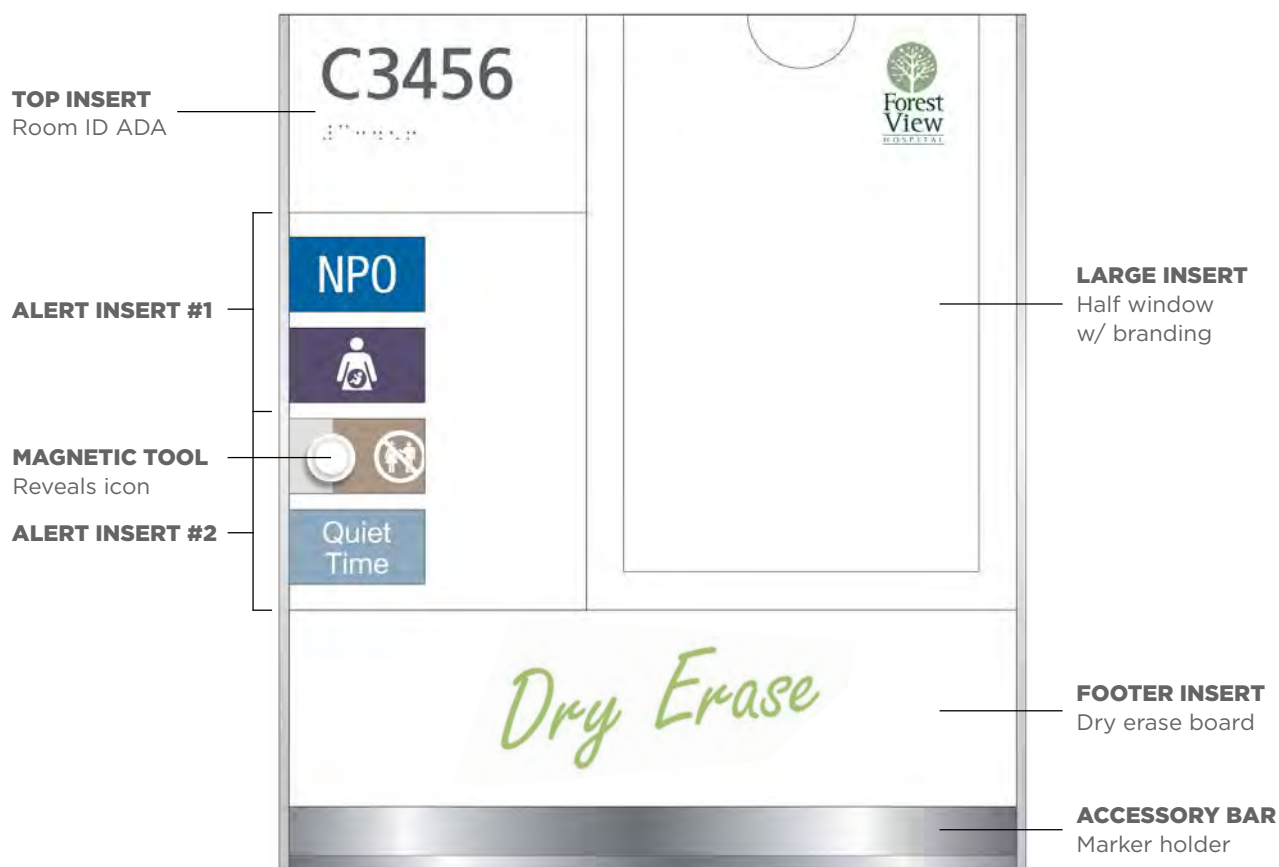 C3456
TOP INSERT
Room ID ADA
Forest
View
HOSPITAL
NPO
ALERT INSERT #1
LARGE INSERT
Half window
w/ branding
MAGNETIC TOOL
Reveals icon
ALERT INSERT #2
Quiet
Time
Dry Erase
FOOTER INSERT
Dry erase board
ACCESSORY BAR
Marker holder